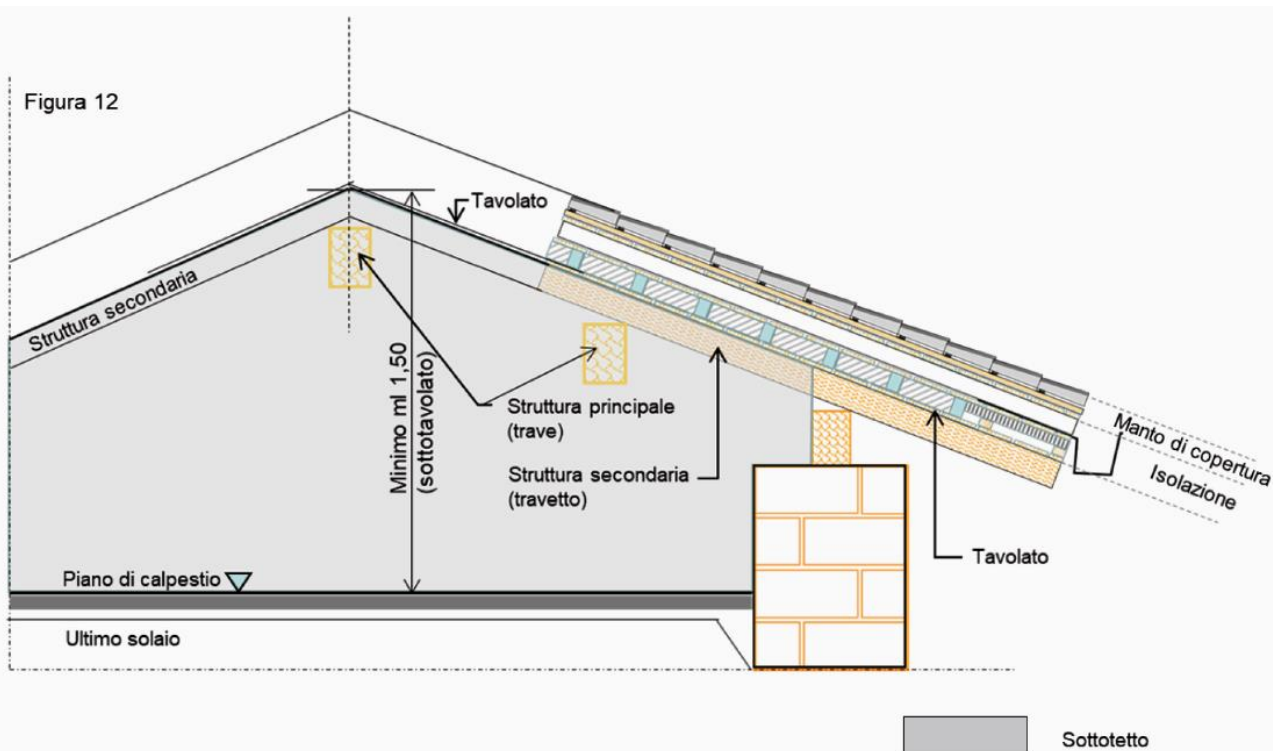 Figura 12
Tavolato
Struttura secondaria
Minimo ml 1,50
(sottotavolato)
Struttura principale
(trave)
Struttura secondaria
(travetto)
Manto di copertura
Isolazione
Tavolato
Piano di calpestio
Ultimo solaio
Sottotetto